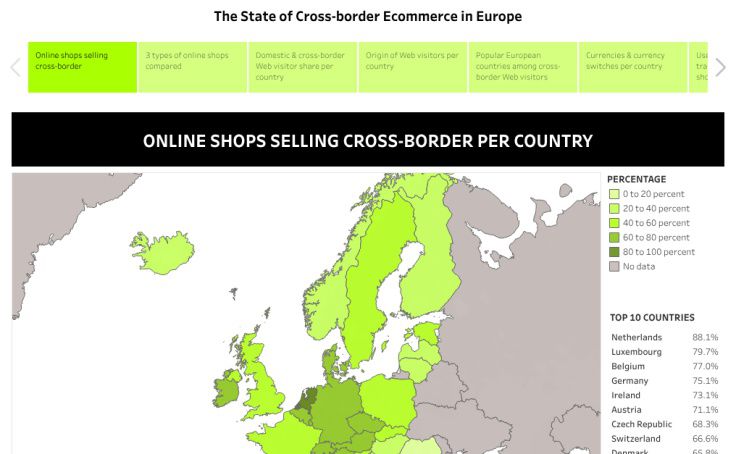 The State of Cross-border Ecommerce in Europe
Online shops selling
cross-border
3 types of online shops
compared
Domestic & cross-border
Web visitor share per
country
Origin of Web visitors per
country
Popular European
countries among cross-
border Web visitors
Currencies & currency
switches per country
ONLINE SHOPS SELLING CROSS-BORDER PER COUNTRY
PERCENTAGE
0 to 20 percent
20 to 40 percent
40 to 60 percent
60 to 80 percent
80 to 100 percent
No data
TOP 10 COUNTRIES
Netherlands 88.1%
Luxembourg 79.7%
Belgium 77.0%
Germany 75.1%
Ireland 73.1%
Austria 71.1%
Czech Republic 68.3%
Switzerland 66.6%
Denmark 65.8%